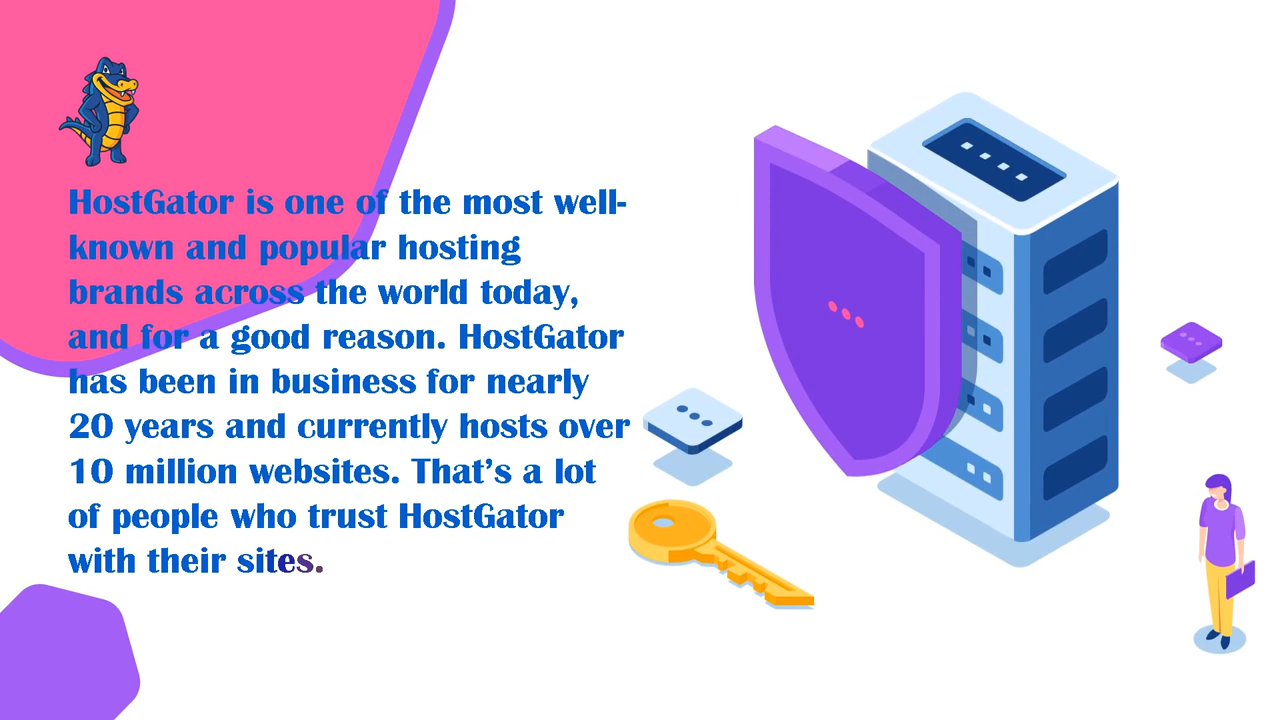 HostGator is one of the most well-
known and popular hosting
brands across the world today,
and for a good reason. HostGator
has been in business for nearly
20 years and currently hosts over
10 million websites. That’s a lot
of people who trust HostGator
with their sites.